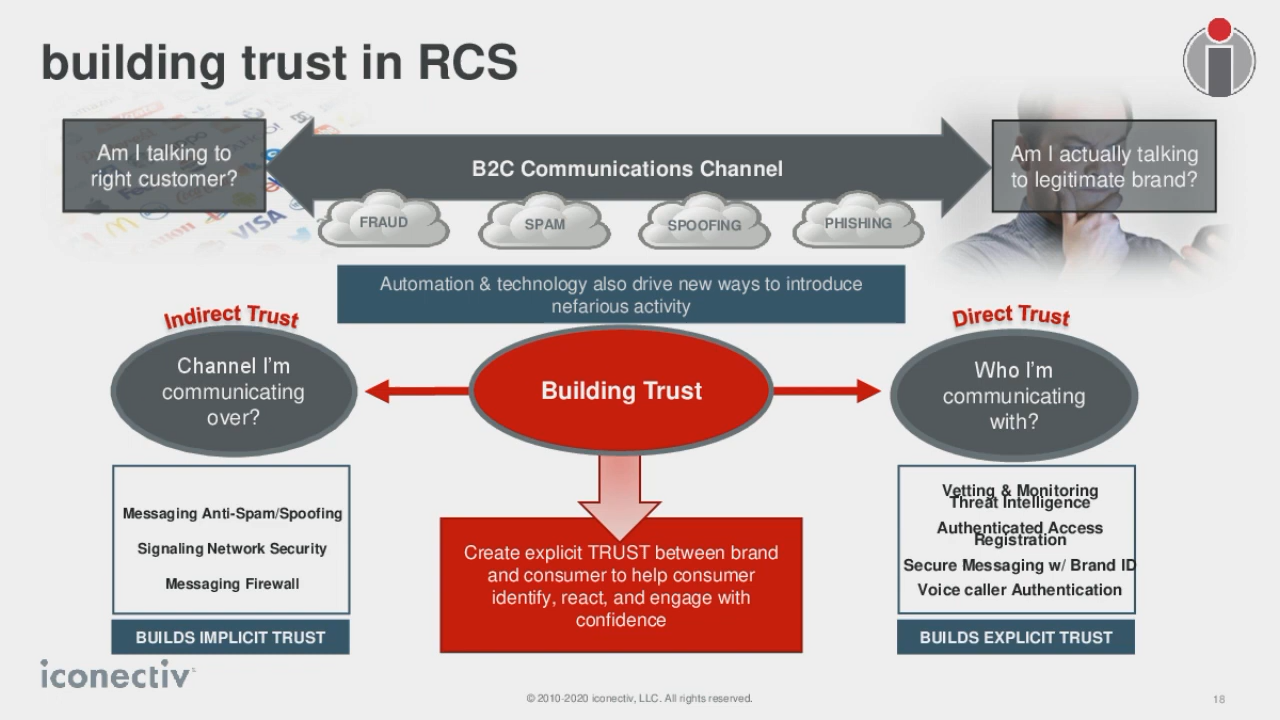 building trust in RCS
Am I talking to
right customer?
B2C Communications Channel
Am I actually talking
to legitimate brand?
FRAUD
SPAM
SPOOFING
PHISHING
VISA
Automation & technology also drive new ways to introduce
nefarious activity
Indirect Trust
Direct Trust
Channel I'm
communicating
over?
Building Trust
Who I'm
communicating
with?
Messaging Anti-Spam/Spoofing
Signaling Network Security
Messaging Firewall
BUILDS IMPLICIT TRUST
Create explicit TRUST between brand
and consumer to help consumer
identify, react, and engage with
confidence
Vetting & Monitoring
Threat Intelligence
Authenticated Access
Registration
Secure Messaging w/ Brand ID
Voice caller Authentication
BUILDS EXPLICIT TRUST
iconectiv
© 2010-2020 iconectiv, LLC. All rights reserved.
18